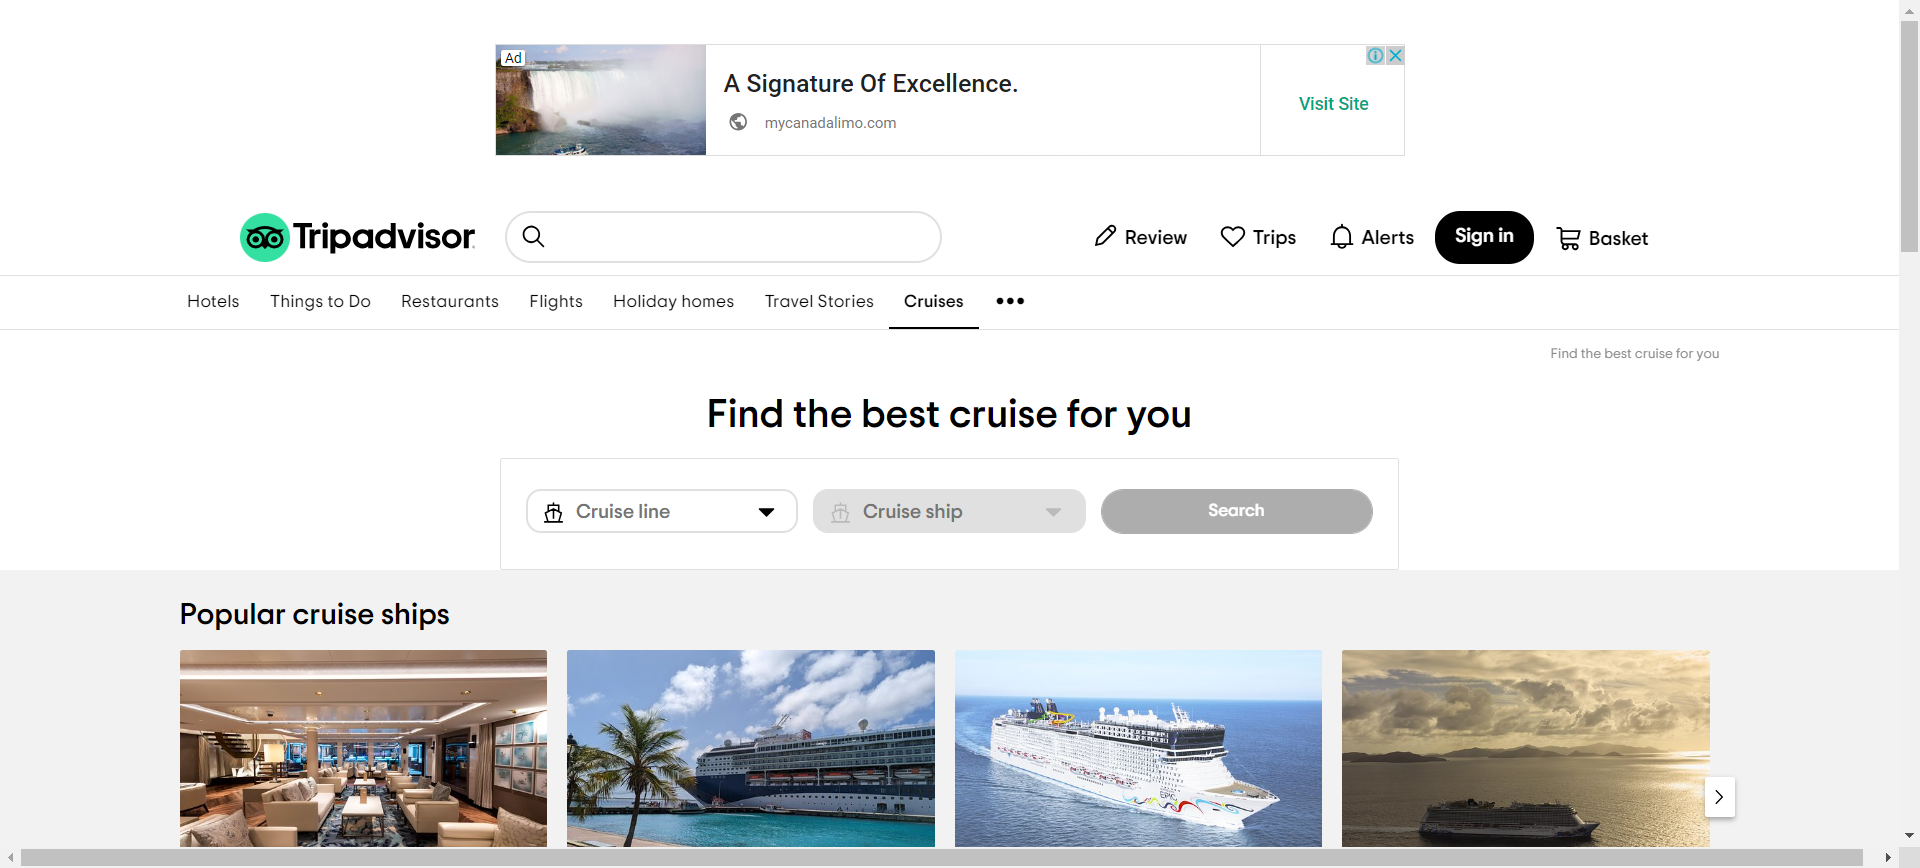 Ad
A Signature Of Excellence.
mycanadalimo.com
Visit Site
Tripadvisor
Review
Trips
Alerts
Sign in
Basket
Hotels
Things to Do
Restaurants
Flights
Holiday homes
Travel Stories
Cruises
Find the best cruise for you
Find the best cruise for you
Cruise line
Cruise ship
Search
Popular cruise ships